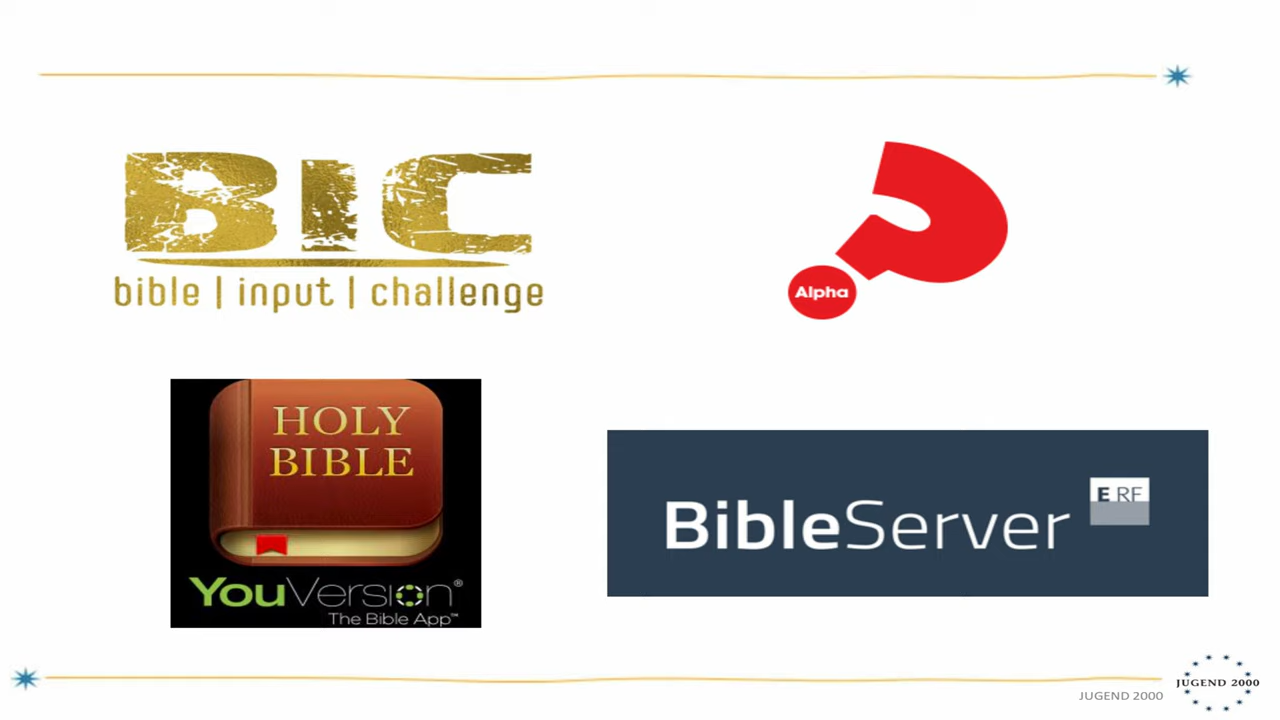 BIC
bible | input | challenge
Alpha
HOLY
BIBLE
YouVersion®
The Bible App™
BibleServer
ERF
JUGEND 2000
JUGEND 2000